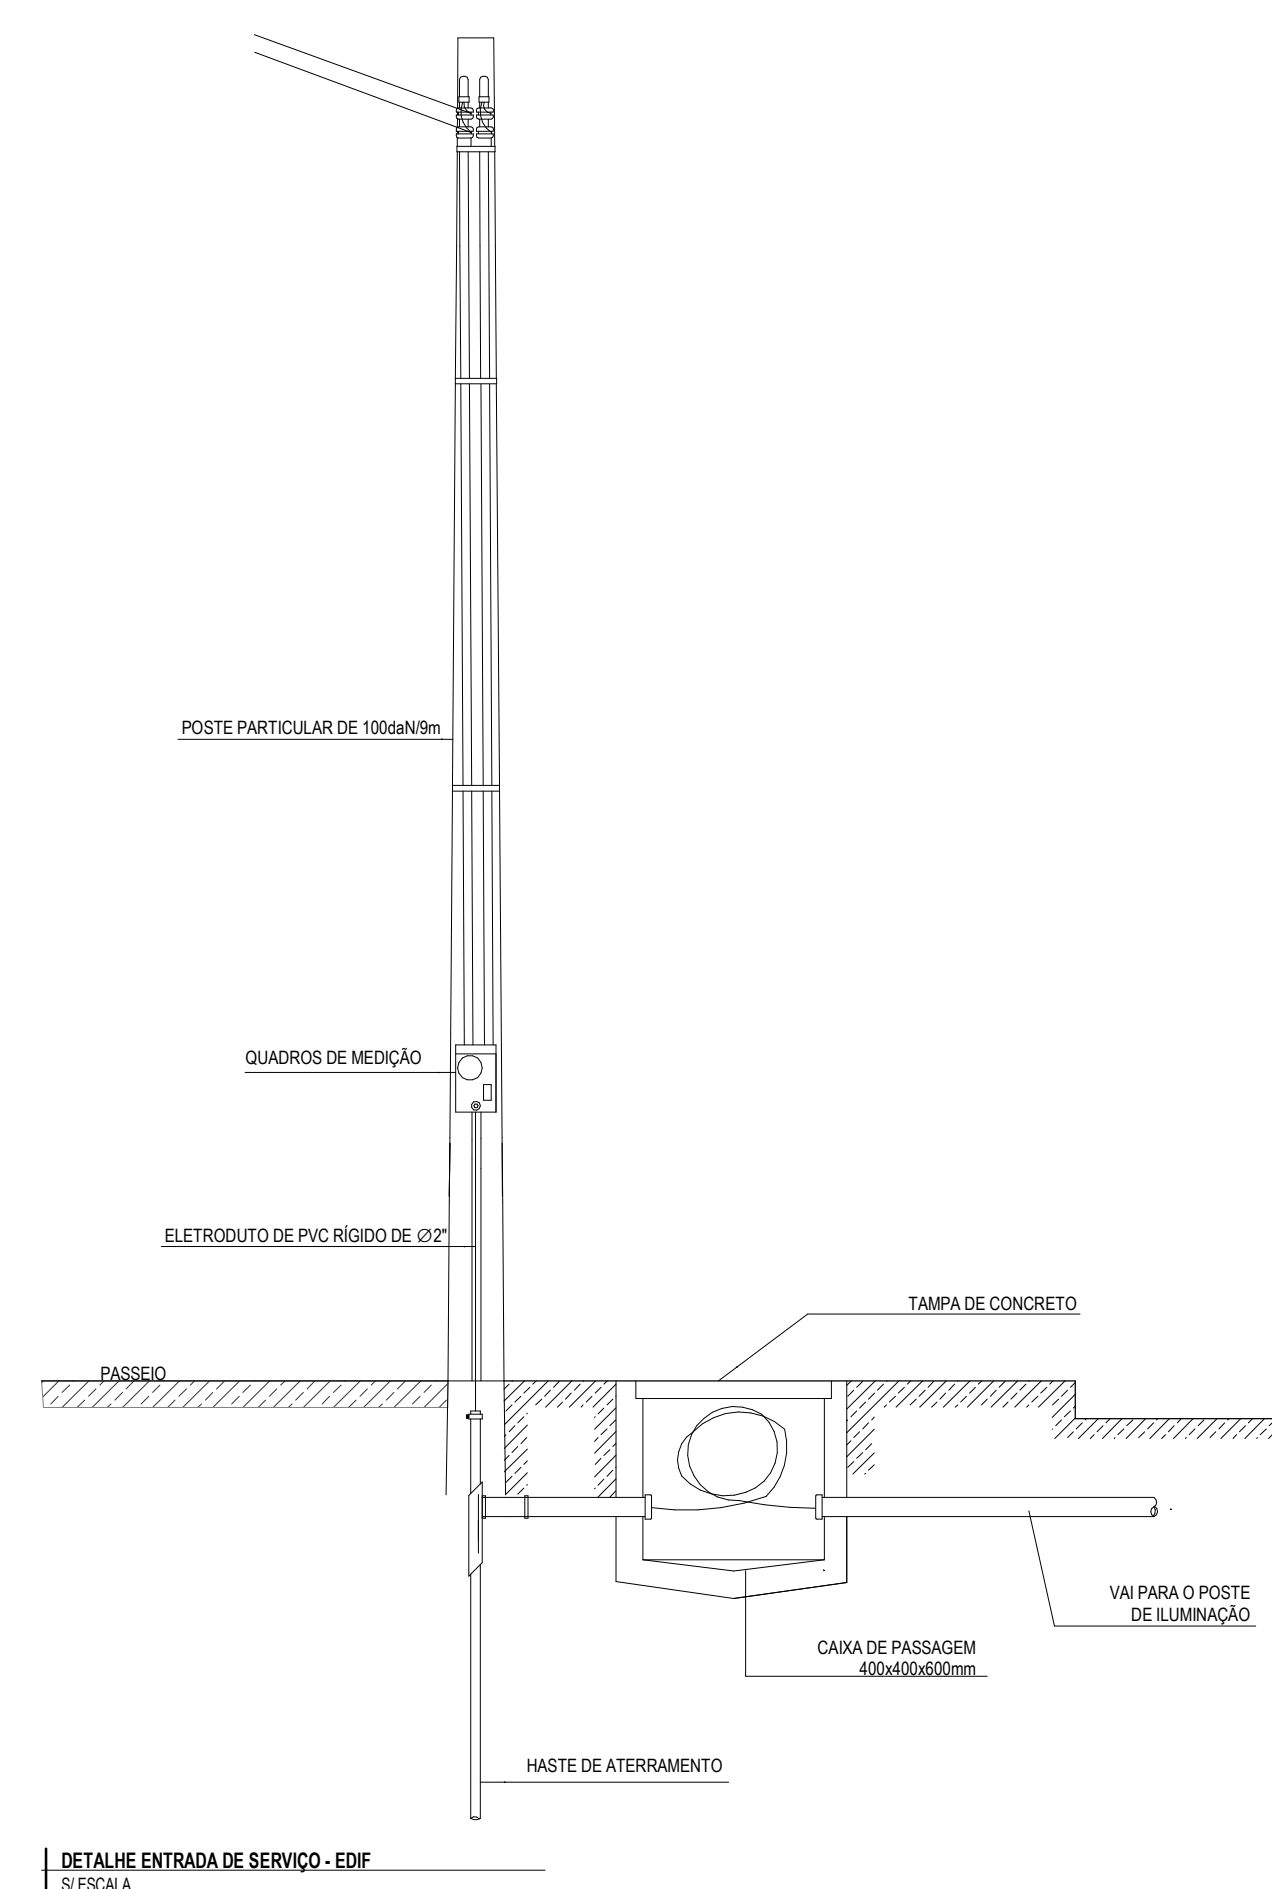 POSTE PARTICULAR DE 100daN/9m
QUADROS DE MEDIÇÃO
ELETRODUTO DE PVC RÍGIDO DE ∅2"
TAMPA DE CONCRETO
PASSEIO
VAI PARA O POSTE
DE ILUMINAÇÃO
CAIXA DE PASSAGEM
400x400x600mm
HASTE DE ATERRAMENTO
DETALHE ENTRADA DE SERVIÇO - EDIF
S/ ESCALA